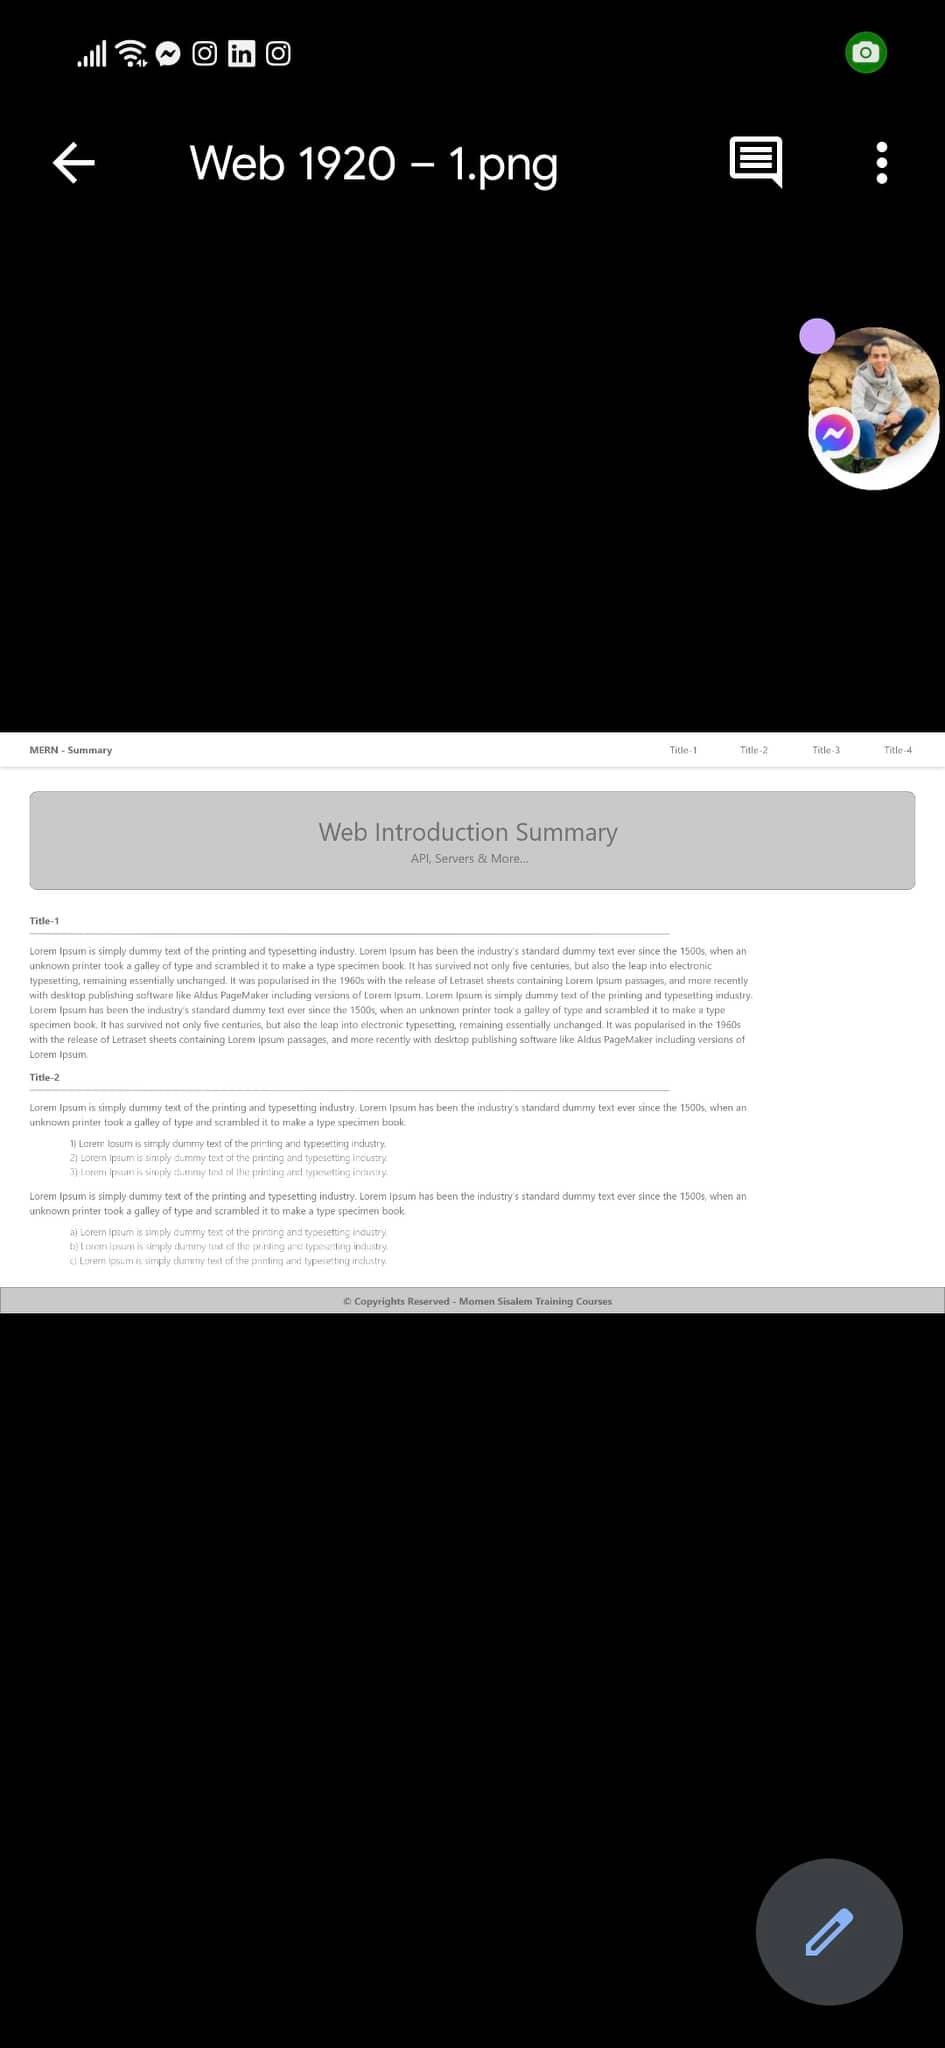 Web 1920 – 1.png
MERN - Summary
Title-1 Title-2 Title-3 Title-4
Web Introduction Summary
API, Servers & More...
Title-1
Lorem Ipsum is simply dummy text of the printing and typesetting industry. Lorem Ipsum has been the industry's standard dummy text ever since the 1500s, when an
unknown printer took a galley of type and scrambled it to make a type specimen book. It has survived not only five centuries, but also the leap into electronic
typesetting, remaining essentially unchanged. It was popularised in the 1960s with the release of Letraset sheets containing Lorem Ipsum passages, and more recently
with desktop publishing software like Aldus PageMaker including versions of Lorem Ipsum. Lorem Ipsum is simply dummy text of the printing and typesetting industry.
Lorem Ipsum has been the industry's standard dummy text ever since the 1500s, when an unknown printer took a galley of type and scrambled it to make a type
specimen book. It has survived not only five centuries, but also the leap into electronic typesetting, remaining essentially unchanged. It was popularised in the 1960s
with the release of Letraset sheets containing Lorem Ipsum passages, and more recently with desktop publishing software like Aldus PageMaker including versions of
Lorem Ipsum.
Title-2
Lorem Ipsum is simply dummy text of the printing and typesetting industry. Lorem Ipsum has been the industry's standard dummy text ever since the 1500s, when an
unknown printer took a galley of type and scrambled it to make a type specimen book.
1) Lorem Ipsum is simply dummy text of the printing and typesetting industry.
2) Lorem Ipsum is simply dummy text of the printing and typesetting industry.
3) Lorem Ipsum is simply dummy text of the printing and typesetting industry.
Lorem Ipsum is simply dummy text of the printing and typesetting industry. Lorem Ipsum has been the industry's standard dummy text ever since the 1500s, when an
unknown printer took a galley of type and scrambled it to make a type specimen book.
a) Lorem Ipsum is simply dummy text of the printing and typesetting industry.
b) Lorem Ipsum is simply dummy text of the printing and typesetting industry.
c) Lorem Ipsum is simply dummy text of the printing and typesetting industry.
© Copyrights Reserved - Momen Sisalem Training Courses